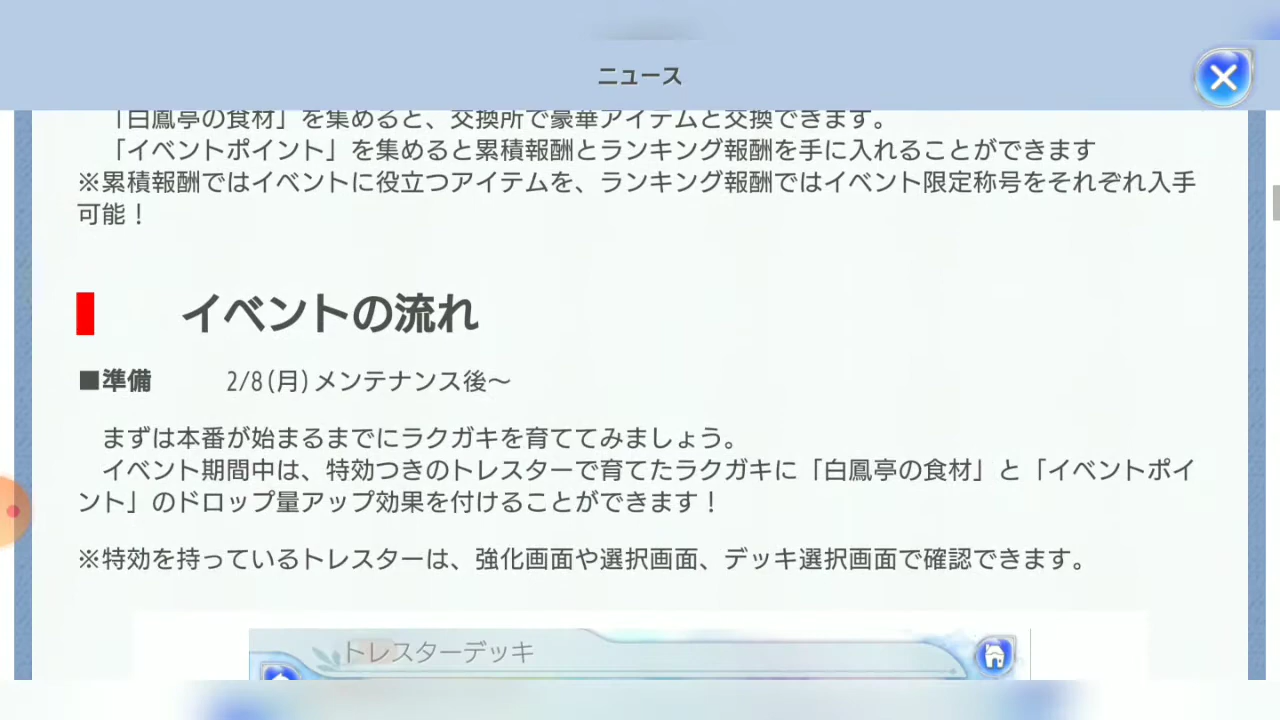 ニュース
「白鳳亭の食材」を集めると、交換所で豪華アイテムと交換できます。
「イベントポイント」を集めると累積報酬とランキング報酬を手に入れることができます
※累積報酬ではイベントに役立つアイテムを、ランキング報酬ではイベント限定称号をそれぞれ入手
可能！
イベントの流れ
■準備 2/8(月)メンテナンス後～
まずは本番が始まるまでにラクガキを育ててみましょう。
イベント期間中は、特効つきのトレスターで育てたラクガキに「白鳳亭の食材」と「イベントポイ
ント」のドロップ量アップ効果を付けることができます！
※特効を持っているトレスターは、強化画面や選択画面、デッキ選択画面で確認できます。
トレスターデッキ